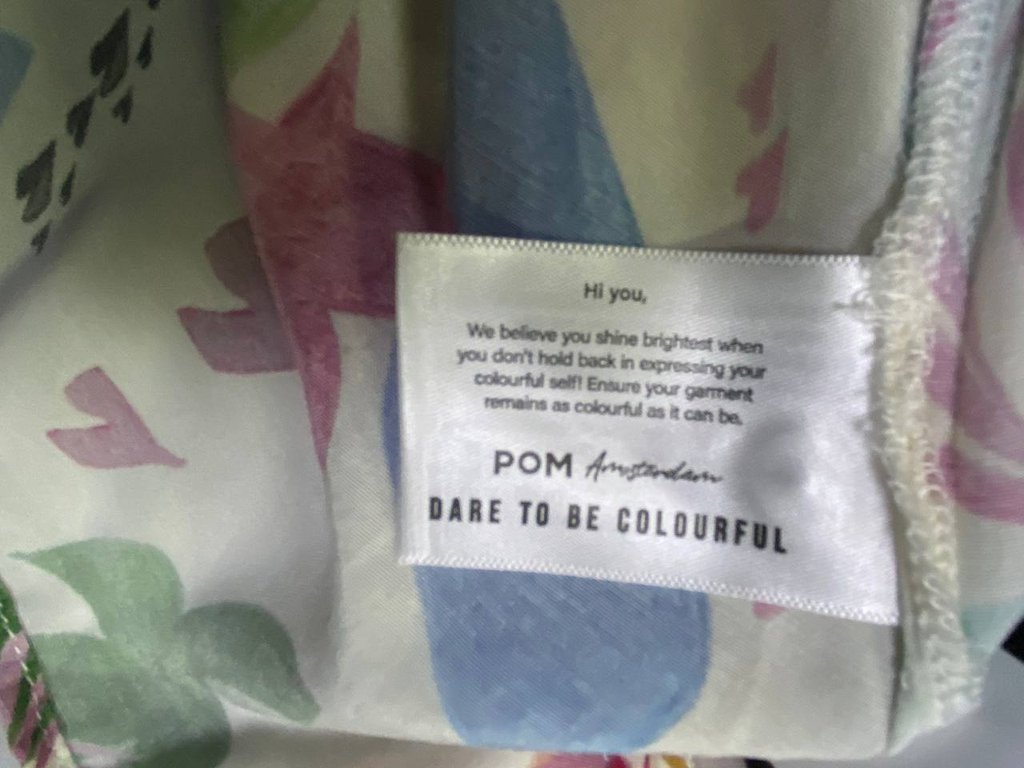 Hi you,
We believe you shine brightest when
you don't hold back in expressing your
colourful self! Ensure your garment
remains as colourful as it can be.
POM Amsterdam
DARE TO BE COLOURFUL